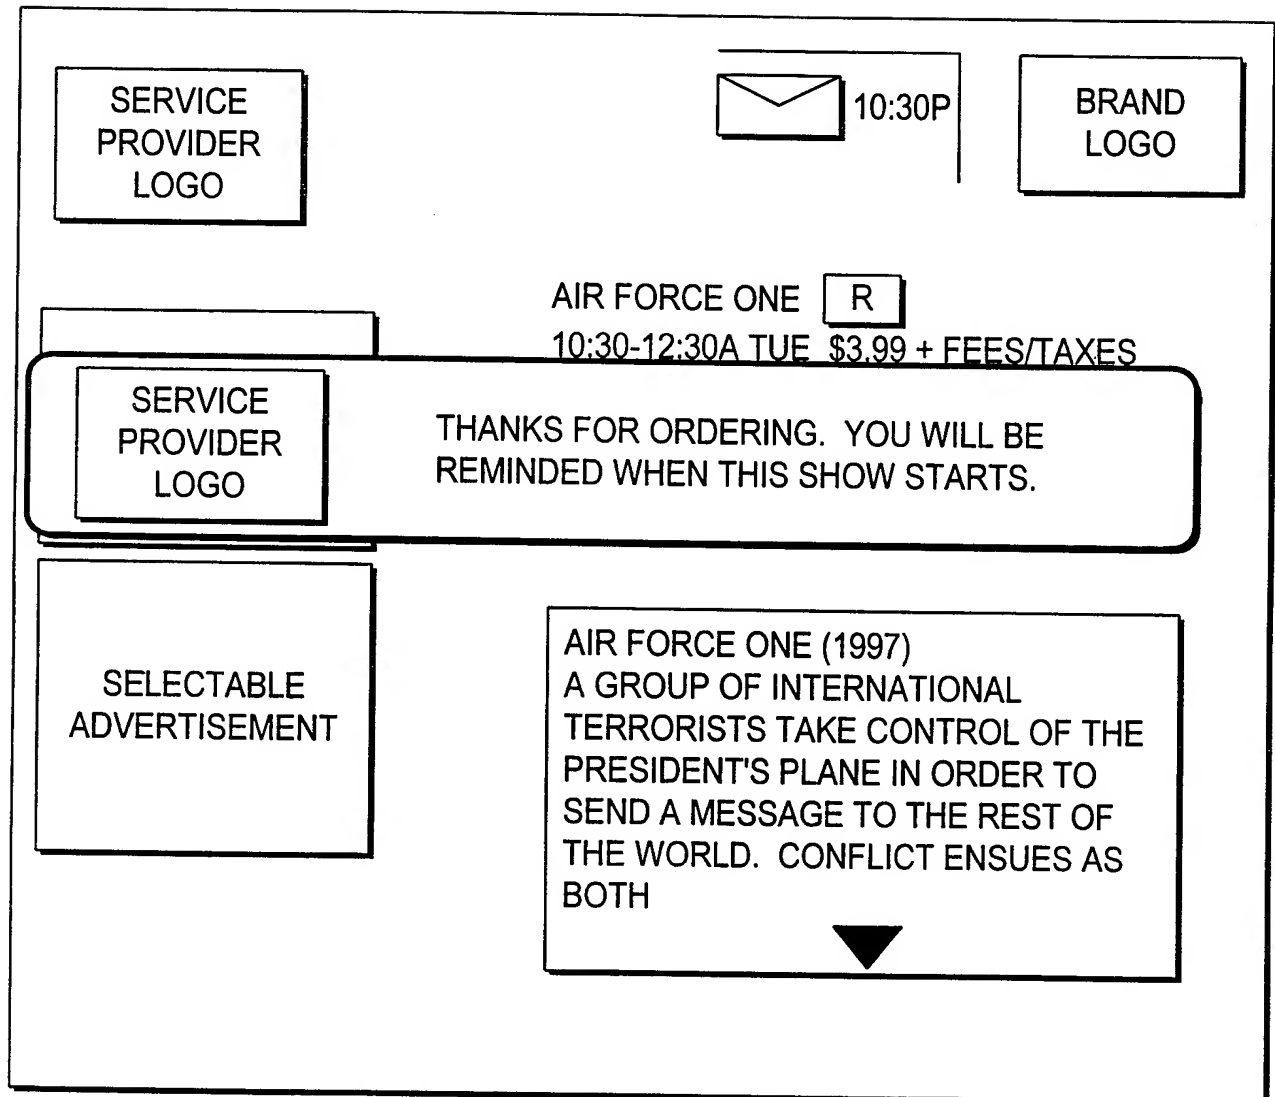 SERVICE
PROVIDER
LOGO
10:30P
BRAND
LOGO
AIR FORCE ONE R
10:30-12:30A TUE $3.99 + FEES/TAXES
SERVICE
PROVIDER
LOGO
THANKS FOR ORDERING. YOU WILL BE
REMINDED WHEN THIS SHOW STARTS.
SELECTABLE
ADVERTISEMENT
AIR FORCE ONE (1997)
A GROUP OF INTERNATIONAL
TERRORISTS TAKE CONTROL OF THE
PRESIDENT'S PLANE IN ORDER TO
SEND A MESSAGE TO THE REST OF
THE WORLD. CONFLICT ENSUES AS
BOTH